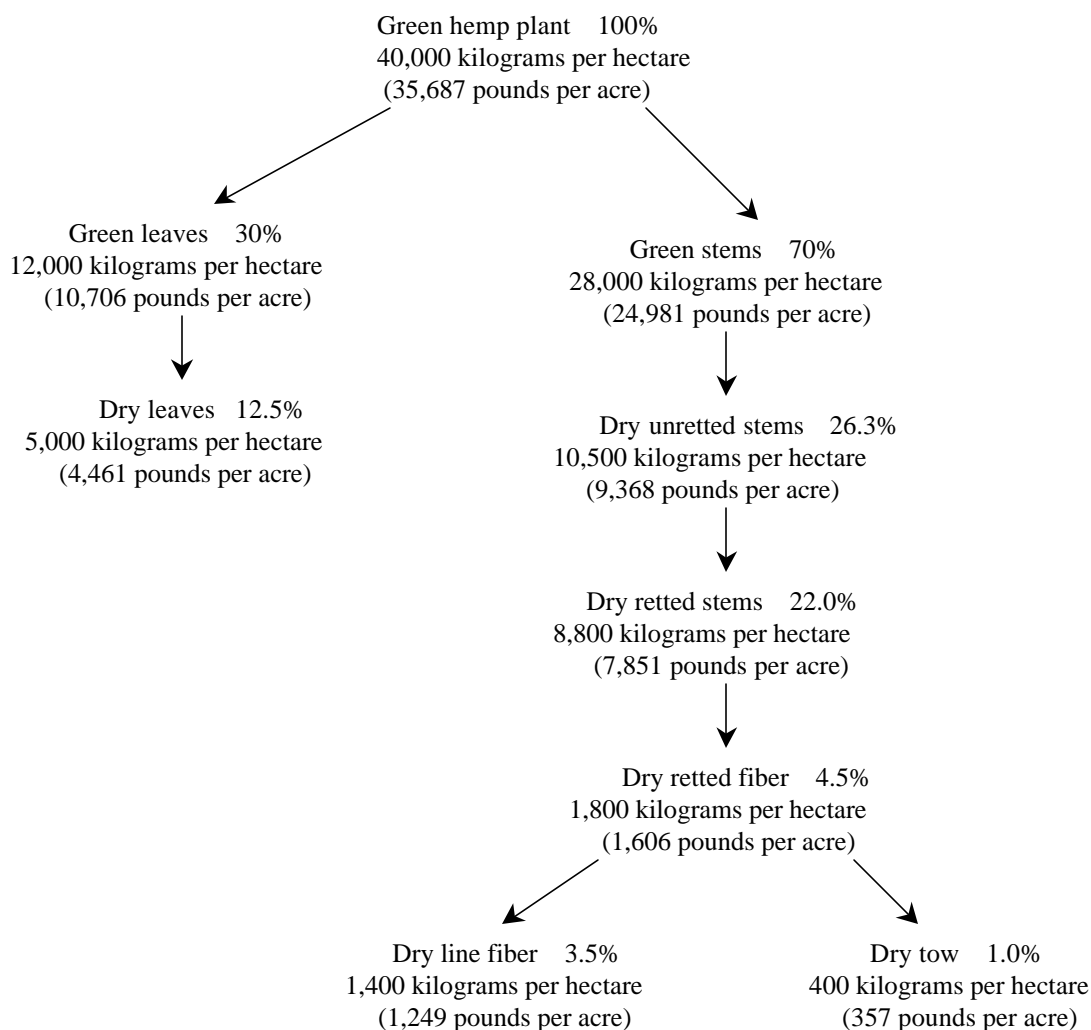 Green hemp plant 100%
40,000 kilograms per hectare
(35,687 pounds per acre)
Green leaves 30%
12,000 kilograms per hectare
(10,706 pounds per acre)
Green stems 70%
28,000 kilograms per hectare
(24,981 pounds per acre)
Dry leaves 12.5%
5,000 kilograms per hectare
(4,461 pounds per acre)
Dry unretted stems 26.3%
10,500 kilograms per hectare
(9,368 pounds per acre)
Dry retted stems 22.0%
8,800 kilograms per hectare
(7,851 pounds per acre)
Dry retted fiber 4.5%
1,800 kilograms per hectare
(1,606 pounds per acre)
Dry line fiber 3.5%
1,400 kilograms per hectare
(1,249 pounds per acre)
Dry tow 1.0%
400 kilograms per hectare
(357 pounds per acre)